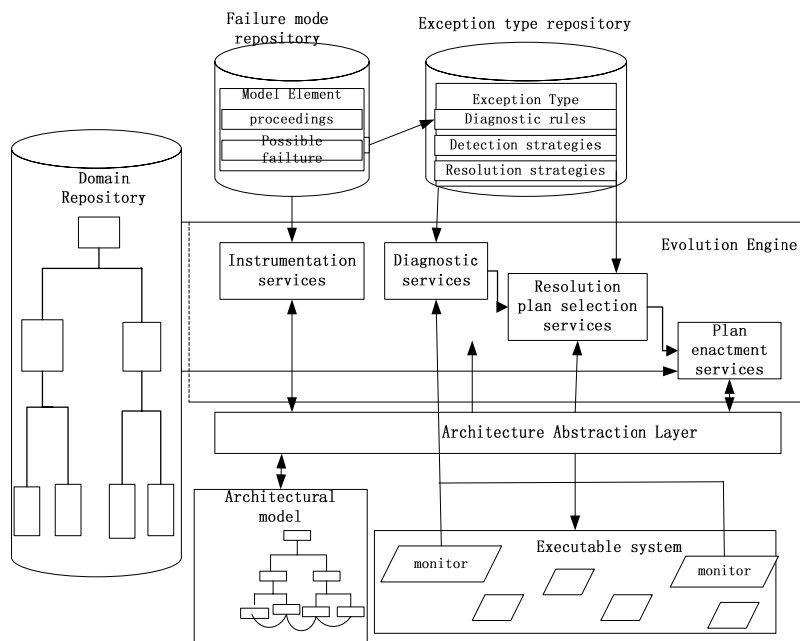 Failure mode
repository
Exception type repository
Model Element
proceedings
Possible
failture
Exception Type
Diagnostic rules
Detection strategies
Resolution strategies
Domain
Repository
Evolution Engine
Instrumentation
services
Diagnostic
services
Resolution
plan selection
services
Plan
enactment
services
Architecture Abstraction Layer
Architectural
model
Executable system
monitor
monitor